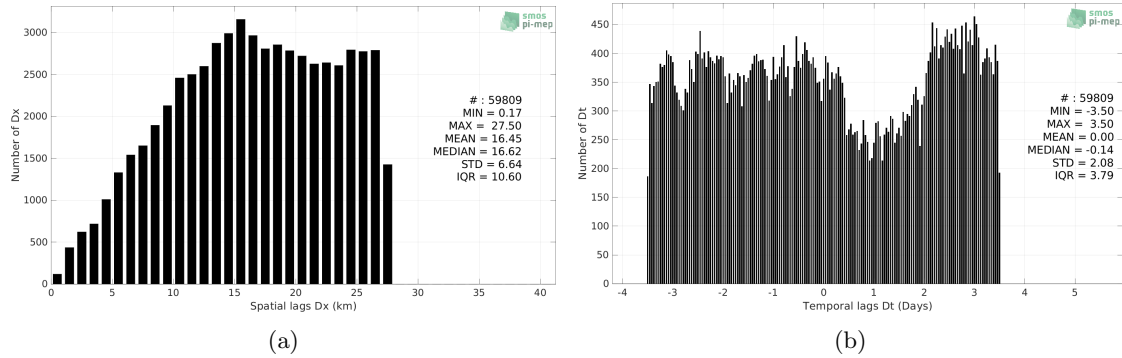 smos
pi-mep
Number of Dx
3000
2500
2000
1500
1000
500
0
# : 59809
MIN = 0.17
MAX = 27.50
MEAN = 16.45
MEDIAN = 16.62
STD = 6.64
IQR = 10.60
0 5 10 15 20 25 30 35 40
Spatial lags Dx (km)
(a)
smos
pi-mep
Number of Dt
450
400
350
300
250
200
150
100
50
0
# : 59809
MIN = -3.50
MAX = 3.50
MEAN = 0.00
MEDIAN = -0.14
STD = 2.08
IQR = 3.79
-4 -3 -2 -1 0 1 2 3 4 5
Temporal lags Dt (Days)
(b)